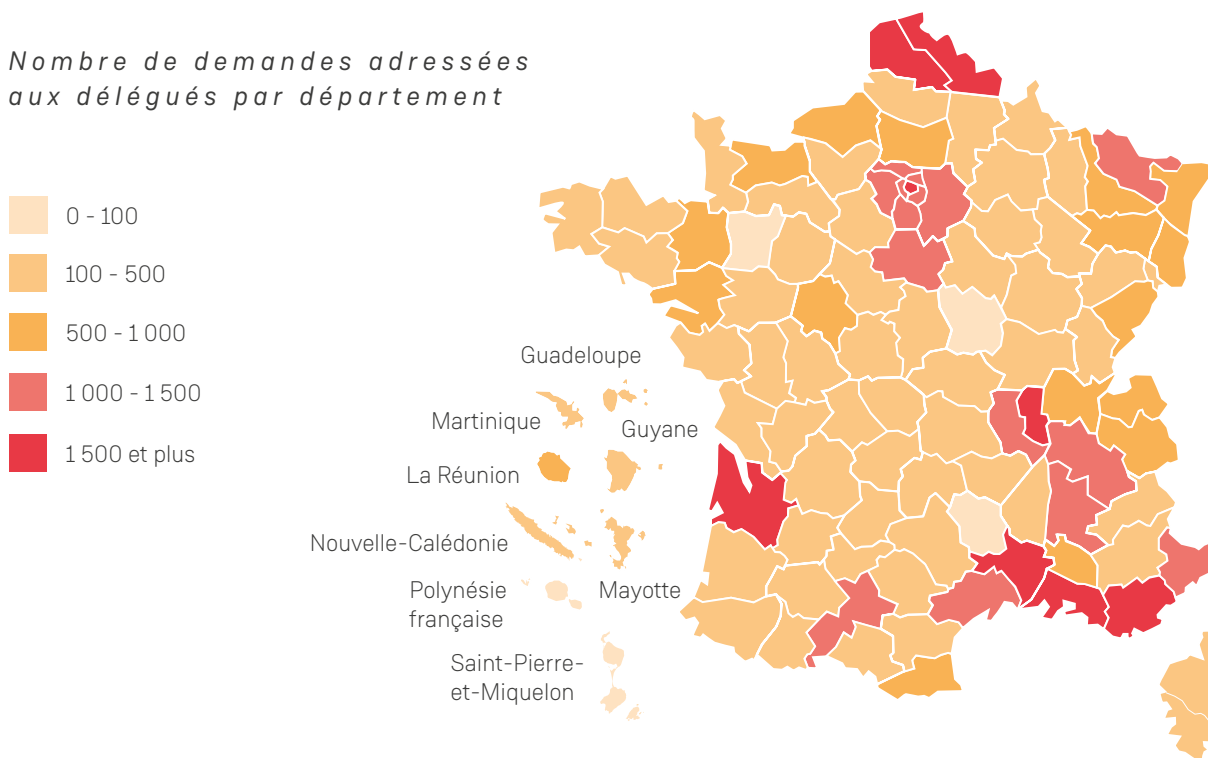 Nombre de demandes adressées
aux délégués par département
0 - 100
100 - 500
500 - 1 000
1 000 - 1 500
1 500 et plus
Guadeloupe
Martinique
Guyane
La Réunion
Nouvelle-Calédonie
Polynésie
française
Mayotte
Saint-Pierre-
et-Miquelon